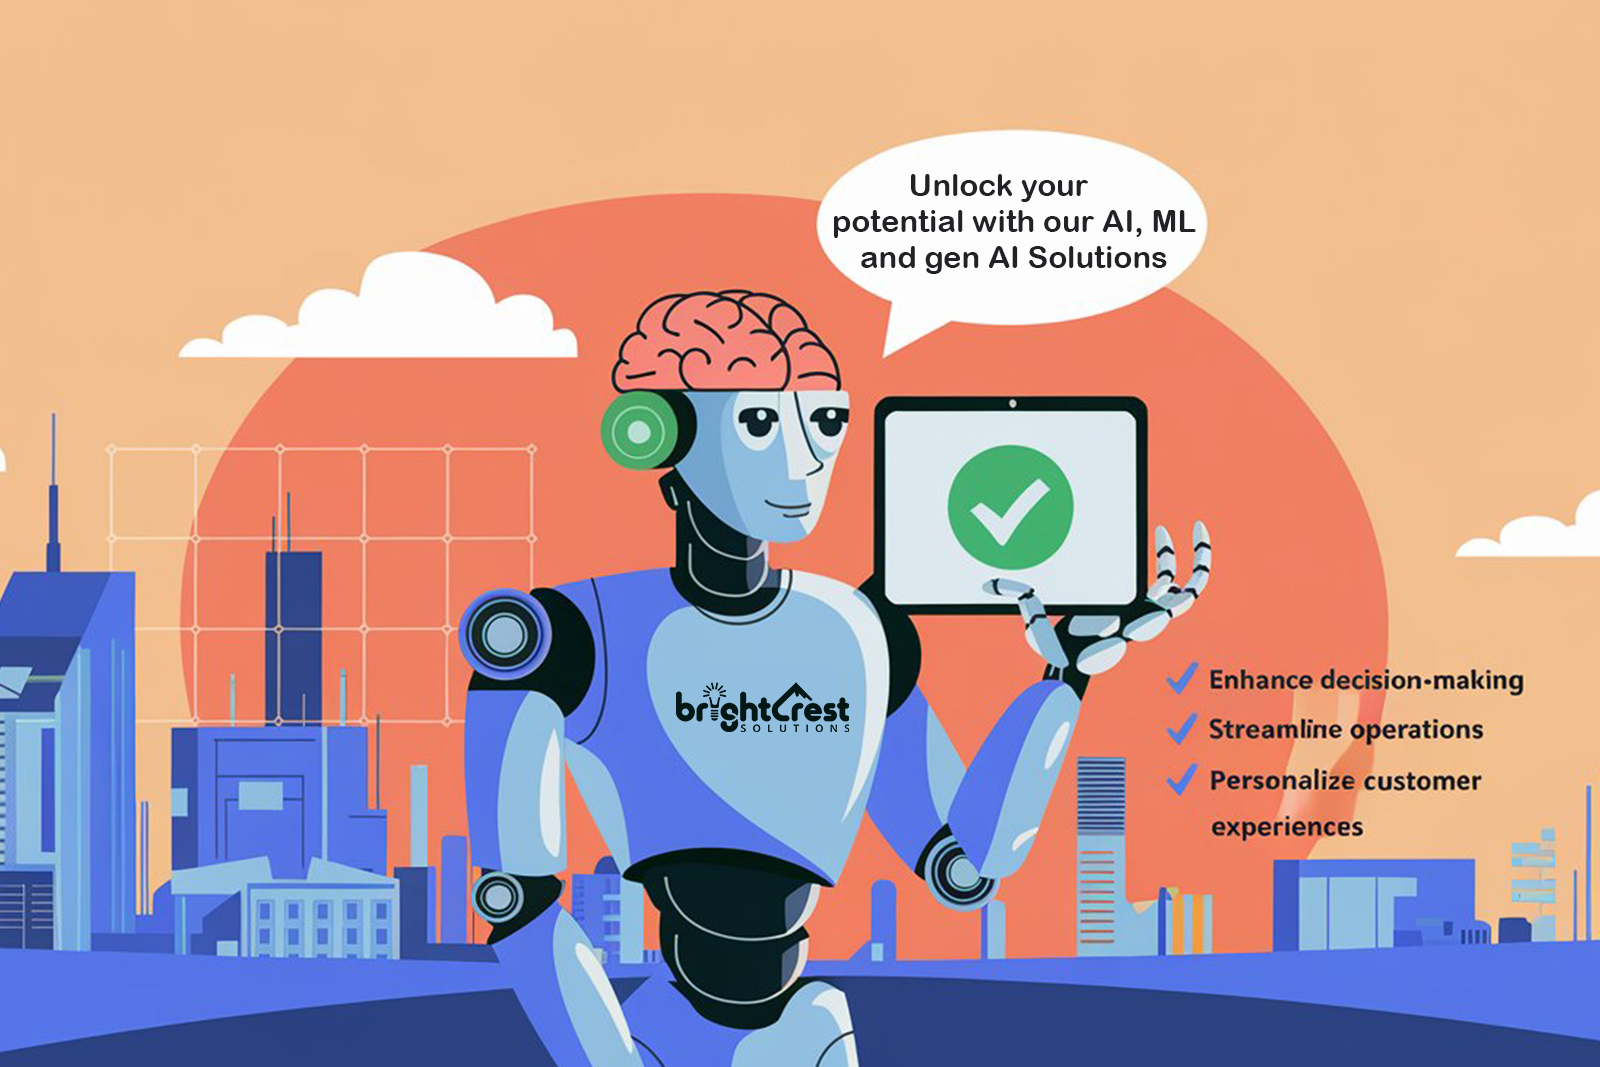 Unlock your
potential with our AI, ML
and gen AI Solutions
brightCrest
SOLUTIONS
Enhance decision-making
Streamline operations
Personalize customer
experiences